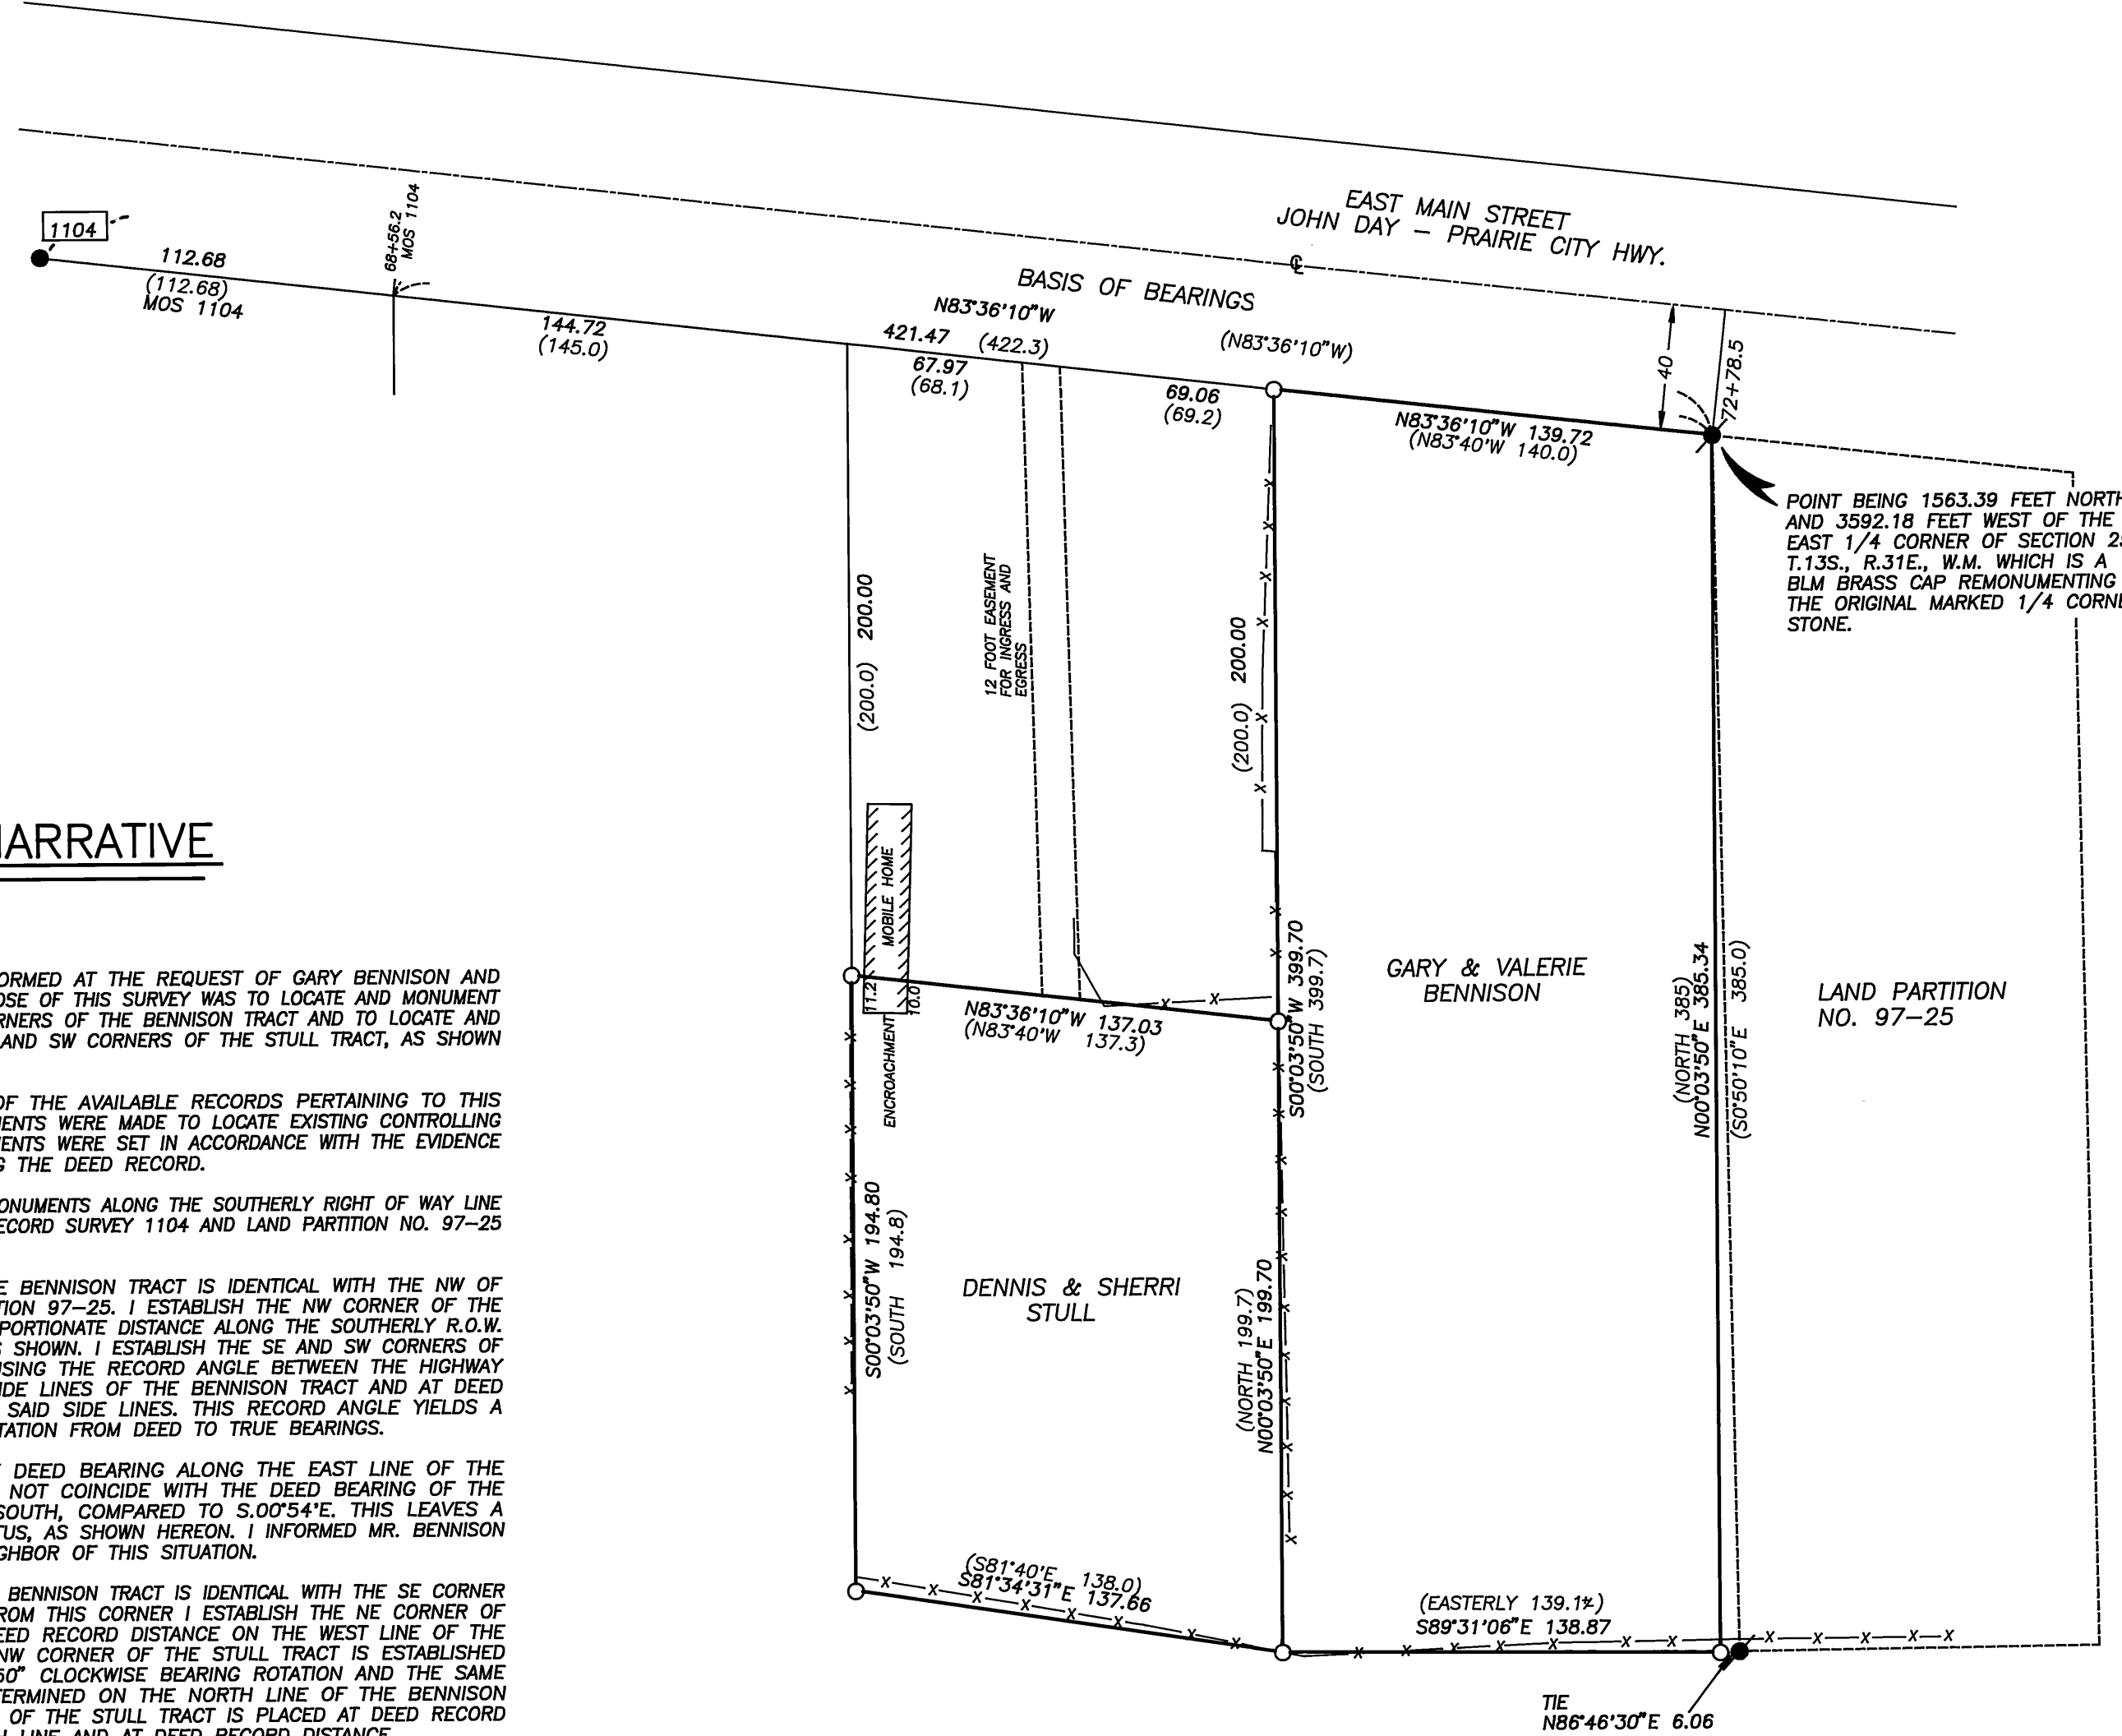 EAST MAIN STREET
JOHN DAY – PRAIRIE CITY HWY.
℄
1104
112.68
(112.68)
MOS 1104
68+56.2
MOS 1104
144.72
(145.0)
BASIS OF BEARINGS
N83°36'10"W
421.47 (422.3)
(N83°36'10"W)
67.97
(68.1)
69.06
(69.2)
N83°36'10"W 139.72
(N83°40'W 140.0)
40
72+78.5
POINT BEING 1563.39 FEET NORTH
AND 3592.18 FEET WEST OF THE
EAST 1/4 CORNER OF SECTION
T.13S., R.31E., W.M. WHICH IS A
BLM BRASS CAP REMONUMENTING
THE ORIGINAL MARKED 1/4
STONE.
(200.0) 200.00
12 FOOT EASEMENT
FOR INGRESS AND
EGRESS
(200.0) 200.00
MOBILE HOME
11.2
10.0
ENCROACHMENT
N83°36'10"W 137.03
(N83°40'W 137.3)
S00°03'50"W 399.70
(SOUTH 399.7)
GARY & VALERIE
BENNISON
(NORTH 385)
N00°03'50"E 385.34
(S0°50'10"E 385.0)
LAND PARTITION
NO. 97–25
S00°03'50"W 194.80
(SOUTH 194.8)
DENNIS & SHERRI
STULL
(NORTH 199.7)
N00°03'50"E 199.70
(S81°40'E 138.0)
S81°34'31"E 137.66
(EASTERLY 139.1±)
S89°31'06"E 138.87
TIE
N86°46'30"E 6.06
ARRATIVE
ORMED AT THE REQUEST OF GARY BENNISON AND
OSE OF THIS SURVEY WAS TO LOCATE AND MONUMENT
RNERS OF THE BENNISON TRACT AND TO LOCATE AND
AND SW CORNERS OF THE STULL TRACT, AS SHOWN
OF THE AVAILABLE RECORDS PERTAINING TO THIS
MENTS WERE MADE TO LOCATE EXISTING CONTROLLING
ENTS WERE SET IN ACCORDANCE WITH THE EVIDENCE
G THE DEED RECORD.
ONUMENTS ALONG THE SOUTHERLY RIGHT OF WAY LINE
ECORD SURVEY 1104 AND LAND PARTITION NO. 97–25
E BENNISON TRACT IS IDENTICAL WITH THE NW OF
TION 97–25. I ESTABLISH THE NW CORNER OF THE
PORTIONATE DISTANCE ALONG THE SOUTHERLY R.O.W.
S SHOWN. I ESTABLISH THE SE AND SW CORNERS OF
SING THE RECORD ANGLE BETWEEN THE HIGHWAY
IDE LINES OF THE BENNISON TRACT AND AT DEED
SAID SIDE LINES. THIS RECORD ANGLE YIELDS A
TATION FROM DEED TO TRUE BEARINGS.
DEED BEARING ALONG THE EAST LINE OF THE
NOT COINCIDE WITH THE DEED BEARING OF THE
SOUTH, COMPARED TO S.00°54'E. THIS LEAVES A
TUS, AS SHOWN HEREON. I INFORMED MR. BENNISON
GHBOR OF THIS SITUATION.
BENNISON TRACT IS IDENTICAL WITH THE SE CORNER
ROM THIS CORNER I ESTABLISH THE NE CORNER OF
EED RECORD DISTANCE ON THE WEST LINE OF THE
NW CORNER OF THE STULL TRACT IS ESTABLISHED
50" CLOCKWISE BEARING ROTATION AND THE SAME
TERMINED ON THE NORTH LINE OF THE BENNISON
OF THE STULL TRACT IS PLACED AT DEED RECORD
LINE AND AT DEED RECORD DISTANCE